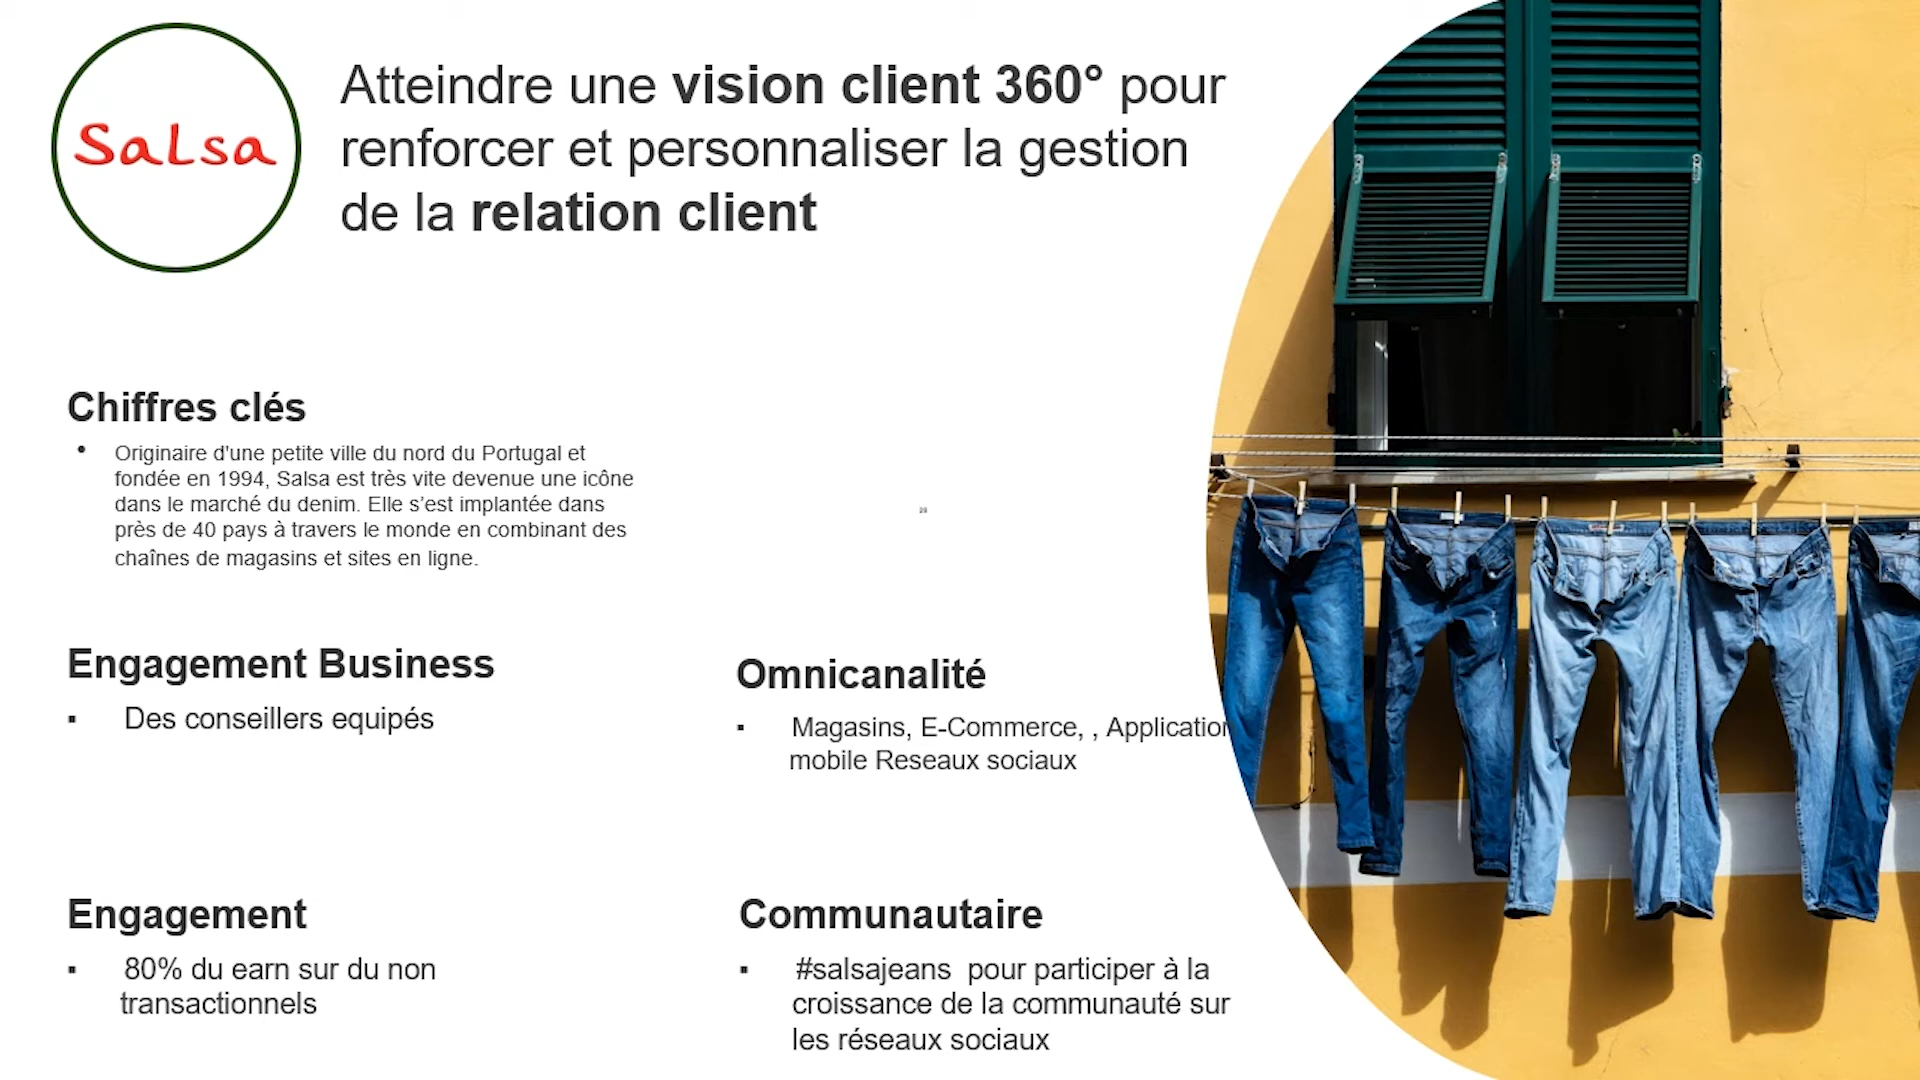 Salsa
Atteindre une vision client 360° pour
renforcer et personnaliser la gestion
de la relation client
Chiffres clés
• Originaire d'une petite ville du nord du Portugal et
fondée en 1994, Salsa est très vite devenue une icône
dans le marché du denim. Elle s’est implantée dans
près de 40 pays à travers le monde en combinant des
chaînes de magasins et sites en ligne.
Engagement Business
▪ Des conseillers equipés
Omnicanalité
▪ Magasins, E-Commerce, , Application
mobile Reseaux sociaux
Engagement
▪ 80% du earn sur du non
transactionnels
Communautaire
▪ #salsajeans  pour participer à la
croissance de la communauté sur
les réseaux sociaux